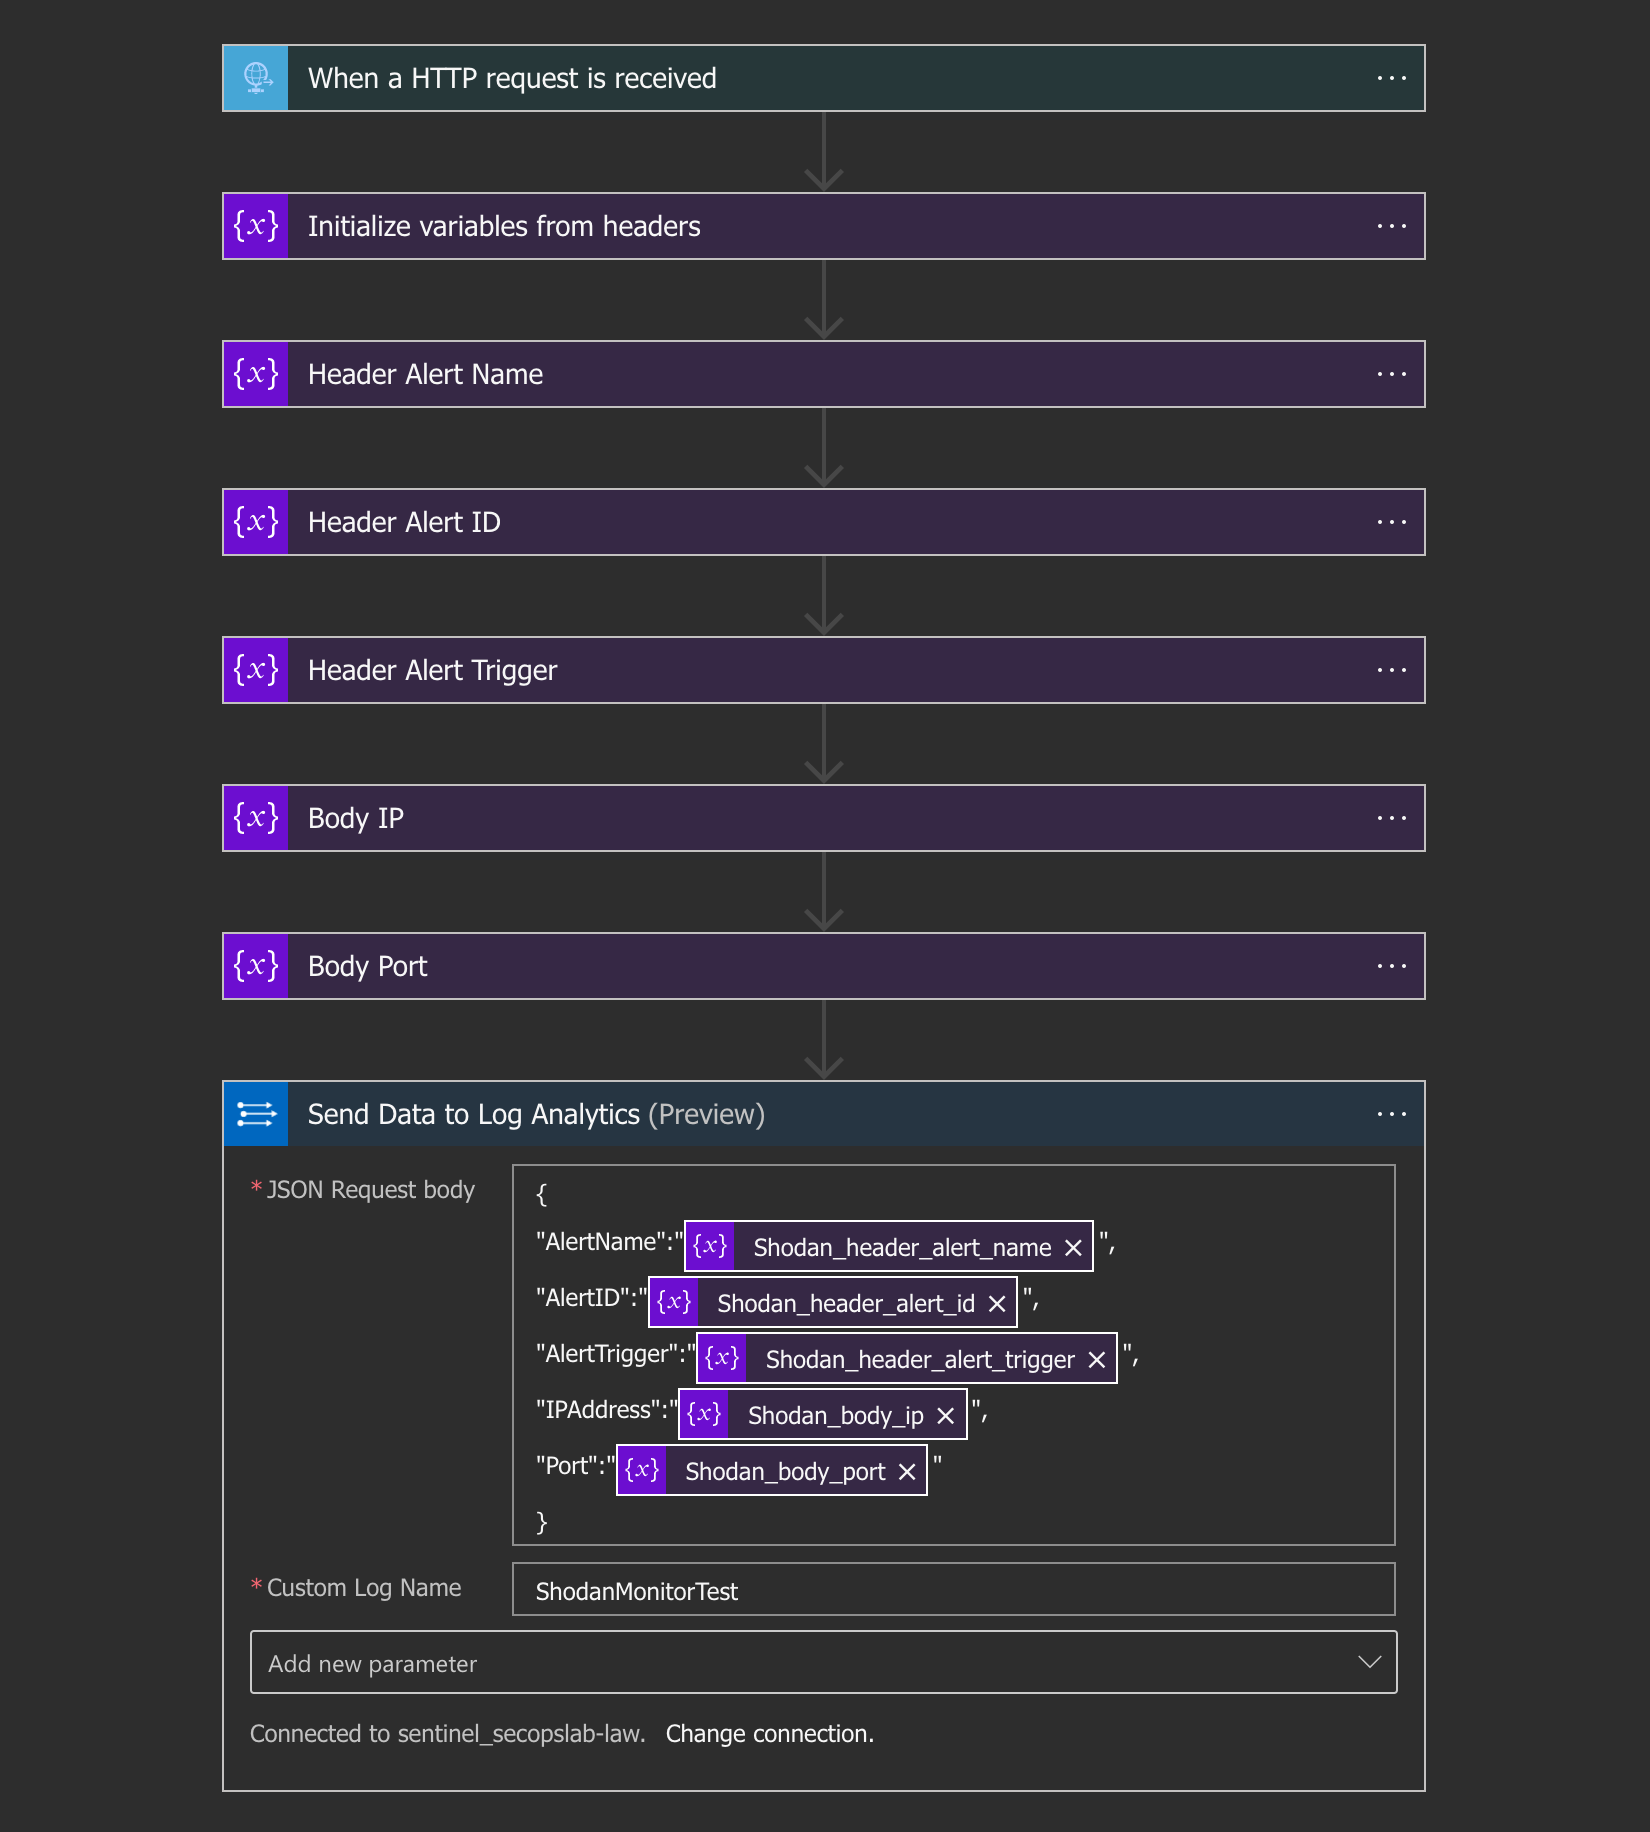 When a HTTP request is received
{x} Initialize variables from headers
{x} Header Alert Name
{x} Header Alert ID
{x} Header Alert Trigger
{x} Body IP
{x} Body Port
Send Data to Log Analytics (Preview)
* JSON Request body
{
"AlertName":"{x} Shodan_header_alert_name ×",
"AlertID":"{x} Shodan_header_alert_id ×",
"AlertTrigger":"{x} Shodan_header_alert_trigger ×",
"IPAddress":"{x} Shodan_body_ip ×",
"Port":"{x} Shodan_body_port ×"
}
* Custom Log Name ShodanMonitorTest
Add new parameter
Connected to sentinel_secopslab-law. Change connection.